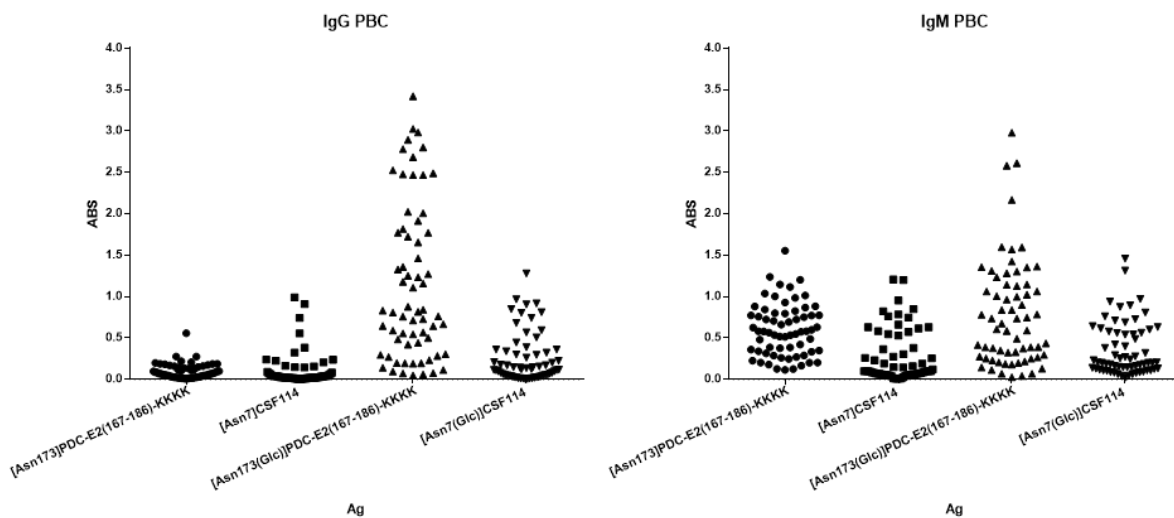 IgG PBC
4.0
3.5
3.0
2.5
2.0
1.5
1.0
0.5
0.0
ABS
[Asn173]PDC-E2(167-186)-KKKK
[Asn7]CSF114
[Asn173(Glc)]PDC-E2(167-186)-KKKK
[Asn7(Glc)]CSF114
Ag
IgM PBC
4.0
3.5
3.0
2.5
2.0
1.5
1.0
0.5
0.0
ABS
[Asn173]PDC-E2(167-186)-KKKK
[Asn7]CSF114
[Asn173(Glc)]PDC-E2(167-186)-KKKK
[Asn7(Glc)]CSF114
Ag